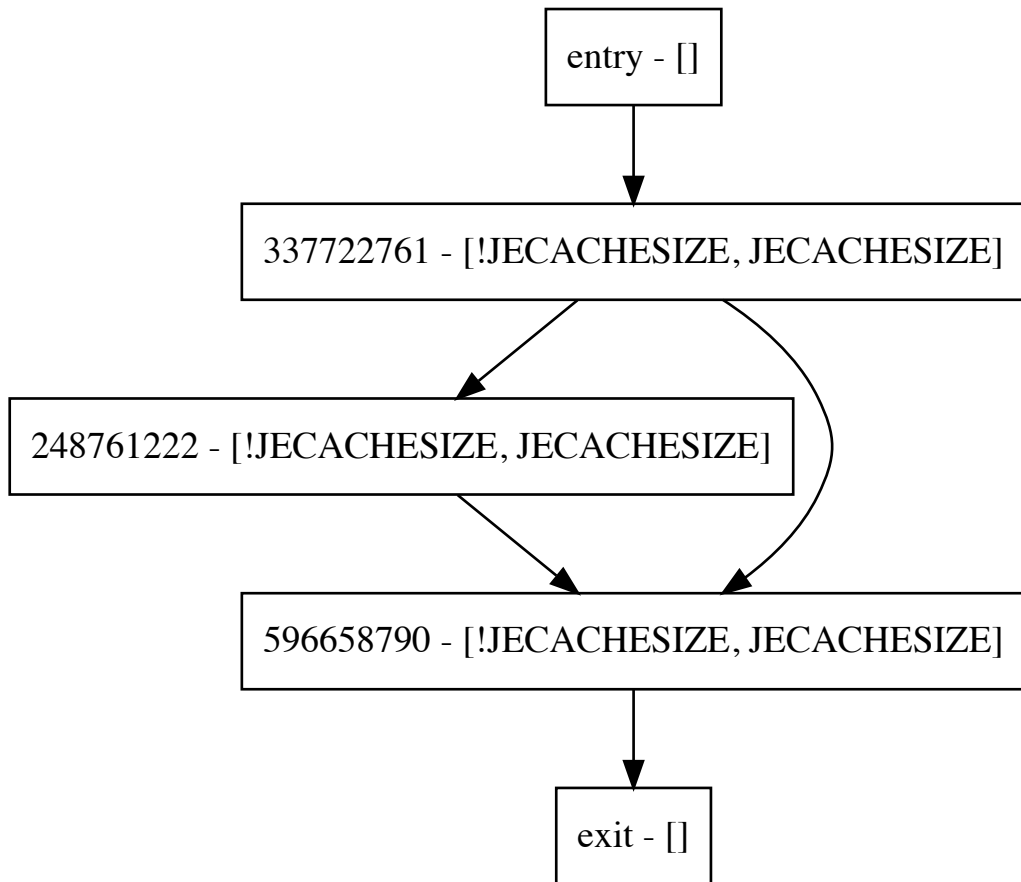 entry - []
337722761 - [!JECACHESIZE, JECACHESIZE]
248761222 - [!JECACHESIZE, JECACHESIZE]
596658790 - [!JECACHESIZE, JECACHESIZE]
exit - []